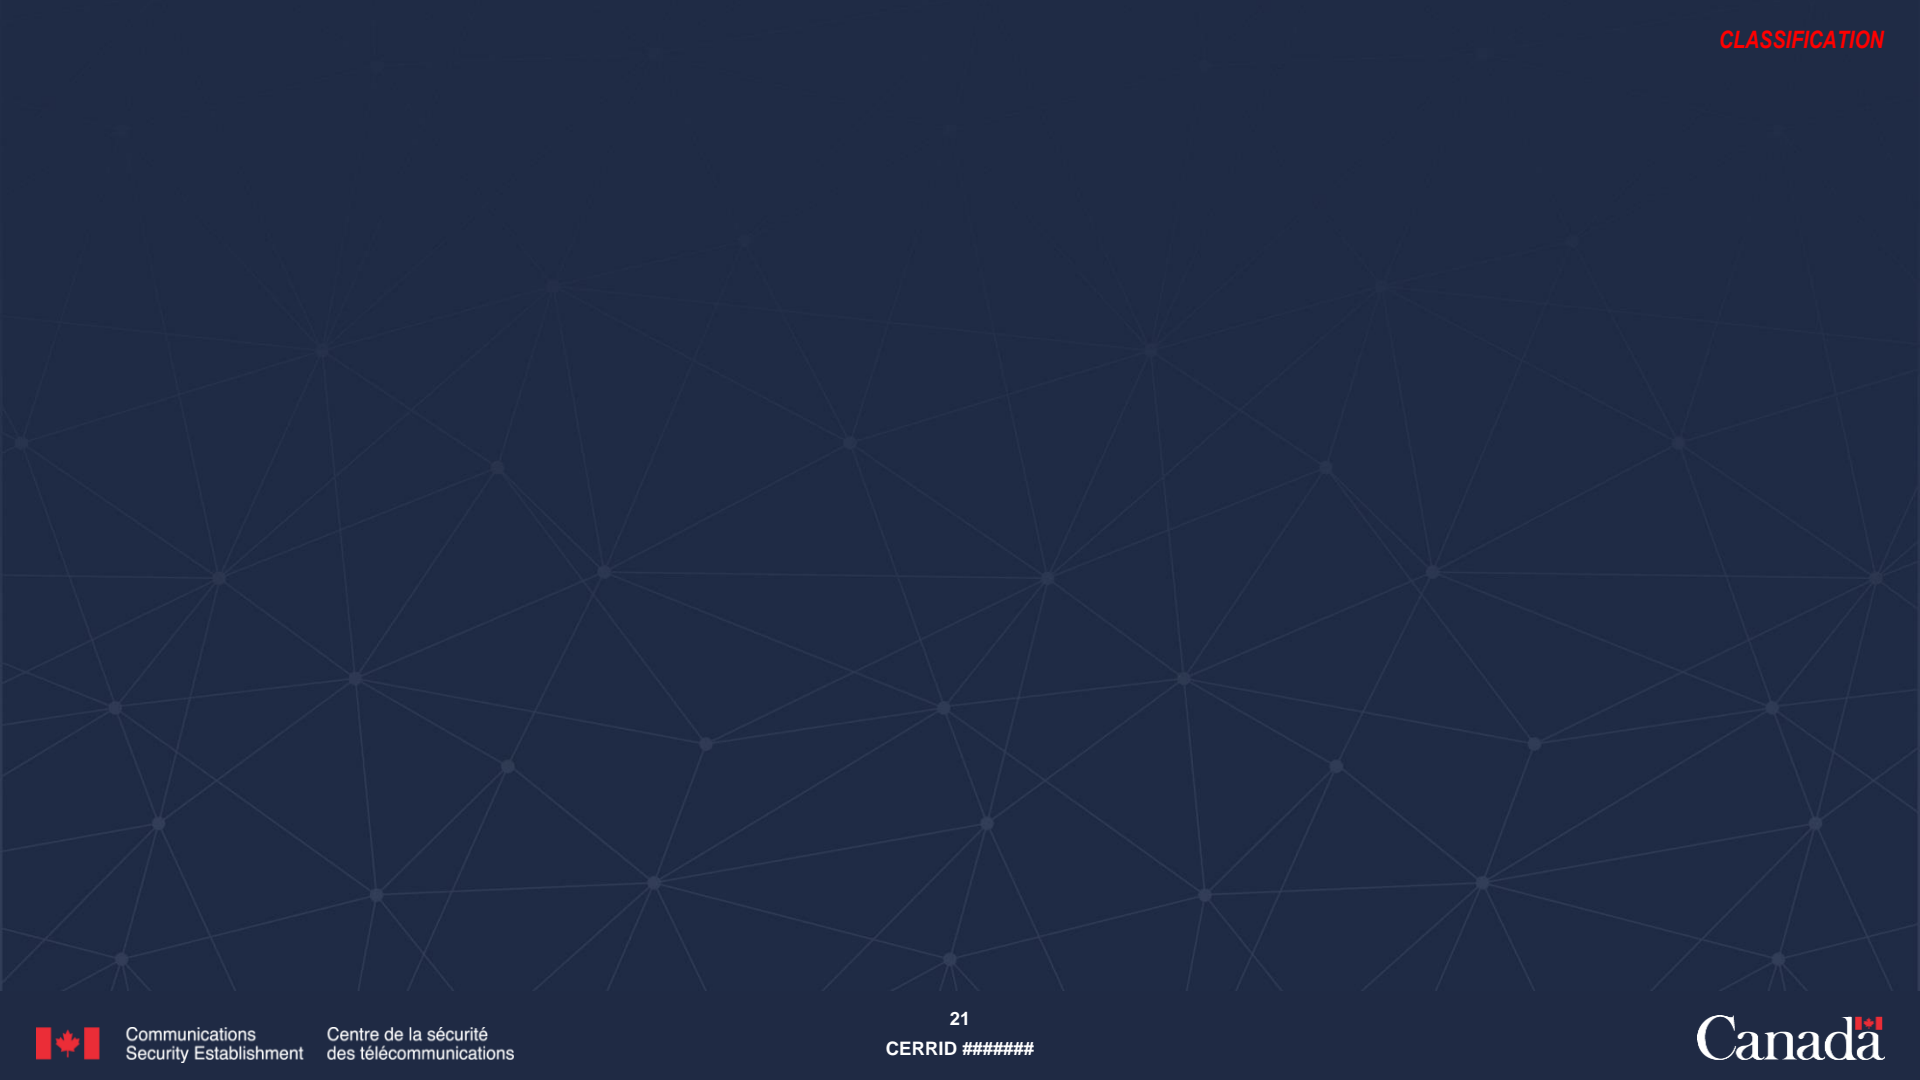 CLASSIFICATION
21
CERRID #######
Communications
Security Establishment
Centre de la sécurité
des télécommunications
Canada